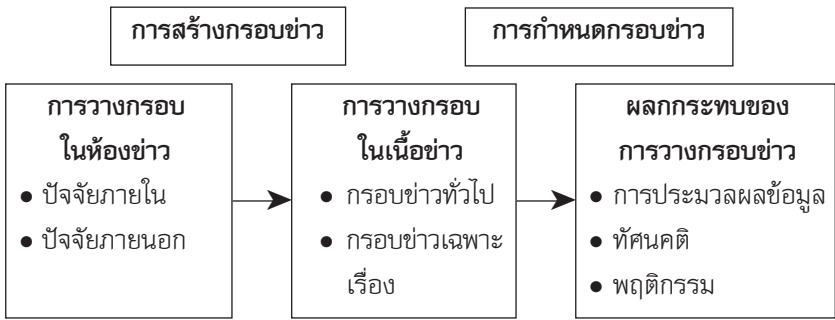 การสร้างกรอบข่าว
การกำหนดกรอบข่าว
การวางกรอบ
ในห้องข่าว
● ปัจจัยภายใน
● ปัจจัยภายนอก
การวางกรอบ
ในเนื้อข่าว
● กรอบข่าวทั่วไป
● กรอบข่าวเฉพาะ
เรื่อง
ผลกกระทบของ
การวางกรอบข่าว
● การประมวลผลข้อมูล
● ทัศนคติ
● พฤติกรรม